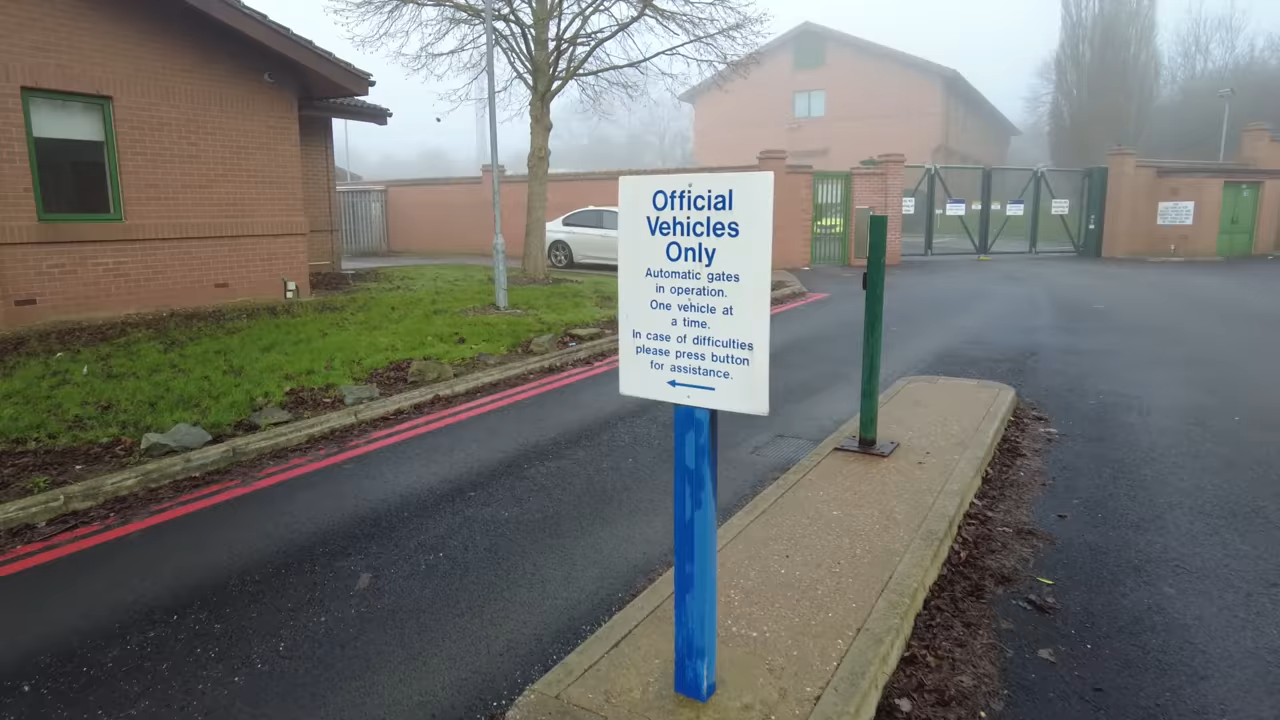 Official
Vehicles
Only
Automatic gates
in operation.
One vehicle at
a time.
In case of difficulties
please press button
for assistance.